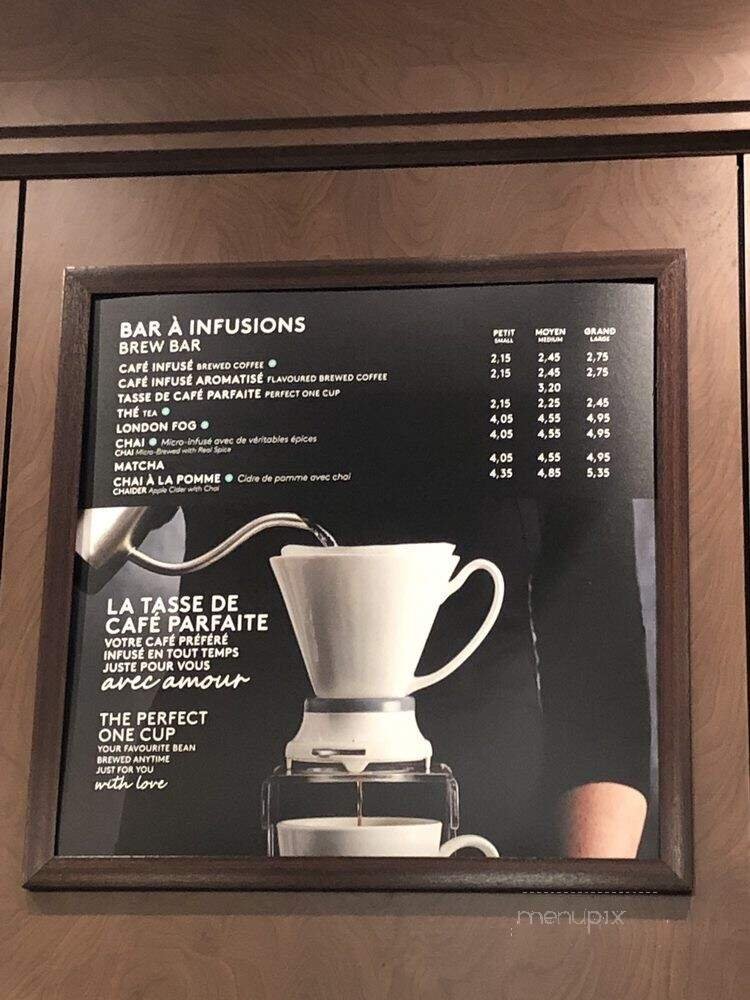 BAR À INFUSIONS
BREW BAR
PETIT MOYEN GRAND
SMALL MEDIUM LARGE
CAFÉ INFUSÉ BREWED COFFEE 2,15 2,45 2,75
CAFÉ INFUSÉ AROMATISÉ FLAVOURED BREWED COFFEE 2,15 2,45 2,75
TASSE DE CAFÉ PARFAITE PERFECT ONE CUP 3,20
THÉ TEA 2,15 2,25 2,45
LONDON FOG 4,05 4,55 4,95
CHAI Micro-infusé avec de véritables épices 4,05 4,55 4,95
CHAI Micro-Brewed with Real Spice
MATCHA 4,05 4,55 4,95
CHAI À LA POMME Cidre de pomme avec chai 4,35 4,85 5,35
CHAIDER Apple Cider with Chai
LA TASSE DE
CAFÉ PARFAITE
VOTRE CAFÉ PRÉFÉRÉ
INFUSÉ EN TOUT TEMPS
JUSTE POUR VOUS
avec amour
THE PERFECT
ONE CUP
YOUR FAVOURITE BEAN
BREWED ANYTIME
JUST FOR YOU
with love
menupix